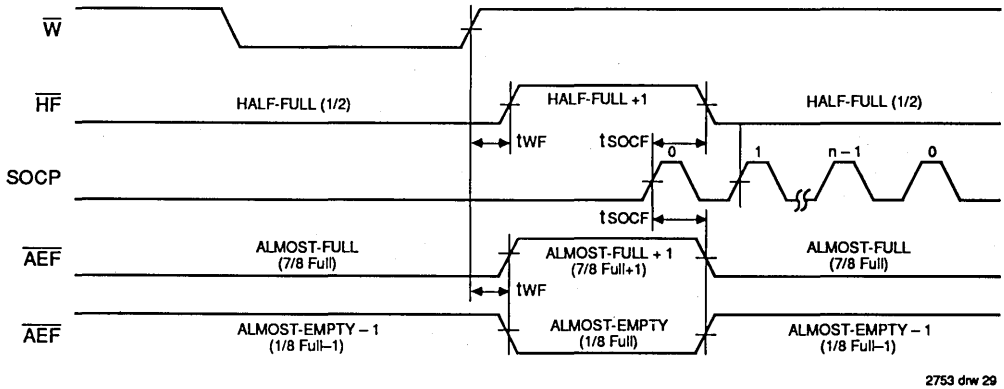 W
HF
HALF-FULL (1/2)
HALF-FULL +1
HALF-FULL (1/2)
tWF
tSOCF
SOCP
0
1
n – 1
0
tSOCF
AEF
ALMOST-FULL
(7/8 Full)
ALMOST-FULL + 1
(7/8 Full+1)
ALMOST-FULL
(7/8 Full)
tWF
AEF
ALMOST-EMPTY – 1
(1/8 Full–1)
ALMOST-EMPTY
(1/8 Full)
ALMOST-EMPTY – 1
(1/8 Full–1)
2753 drw 29